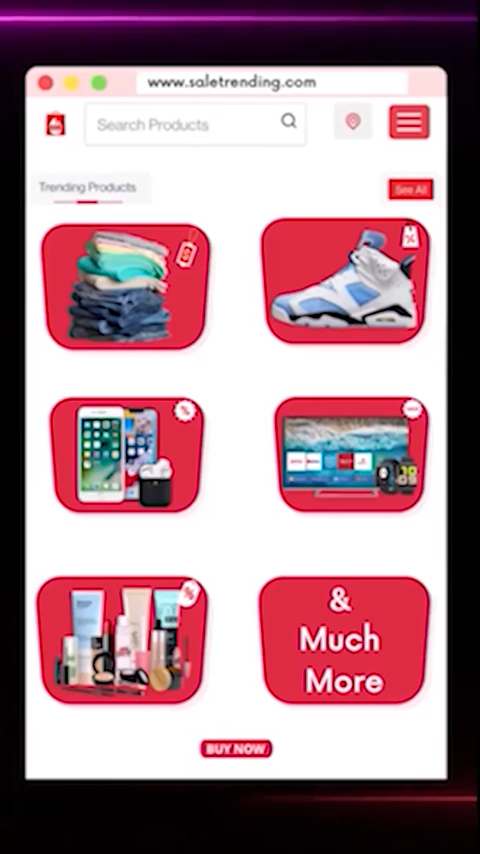 www.saletrending.com
Search Products
Trending Products
See All
&
Much
More
BUY NOW